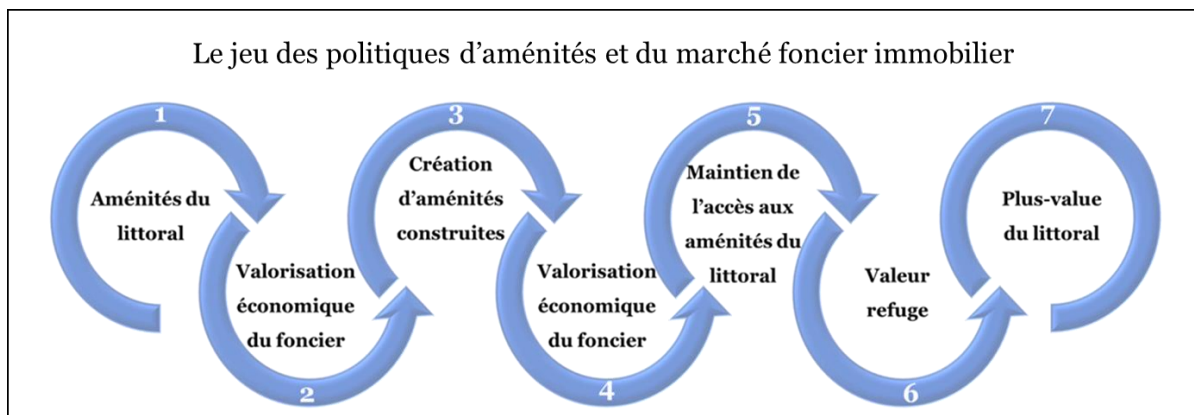 Le jeu des politiques d’aménités et du marché foncier immobilier
1
Aménités du
littoral
2
Valorisation
économique
du foncier
3
Création
d’aménités
construites
4
Valorisation
économique
du foncier
5
Maintien de
l’accès aux
aménités du
littoral
6
Valeur
refuge
7
Plus-value
du littoral